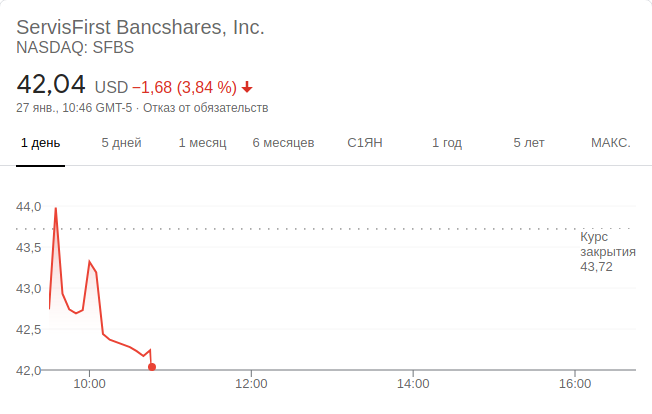 ServisFirst Bancshares, Inc.
NASDAQ: SFBS
42,04 USD −1,68 (3,84 %)
27 янв., 10:46 GMT-5 · Отказ от обязательств
1 день 5 дней 1 месяц 6 месяцев С1ЯН 1 год 5 лет МАКС.
44,0
Курс
закрытия
43,72
43,5
43,0
42,5
42,0
10:00 12:00 14:00 16:00